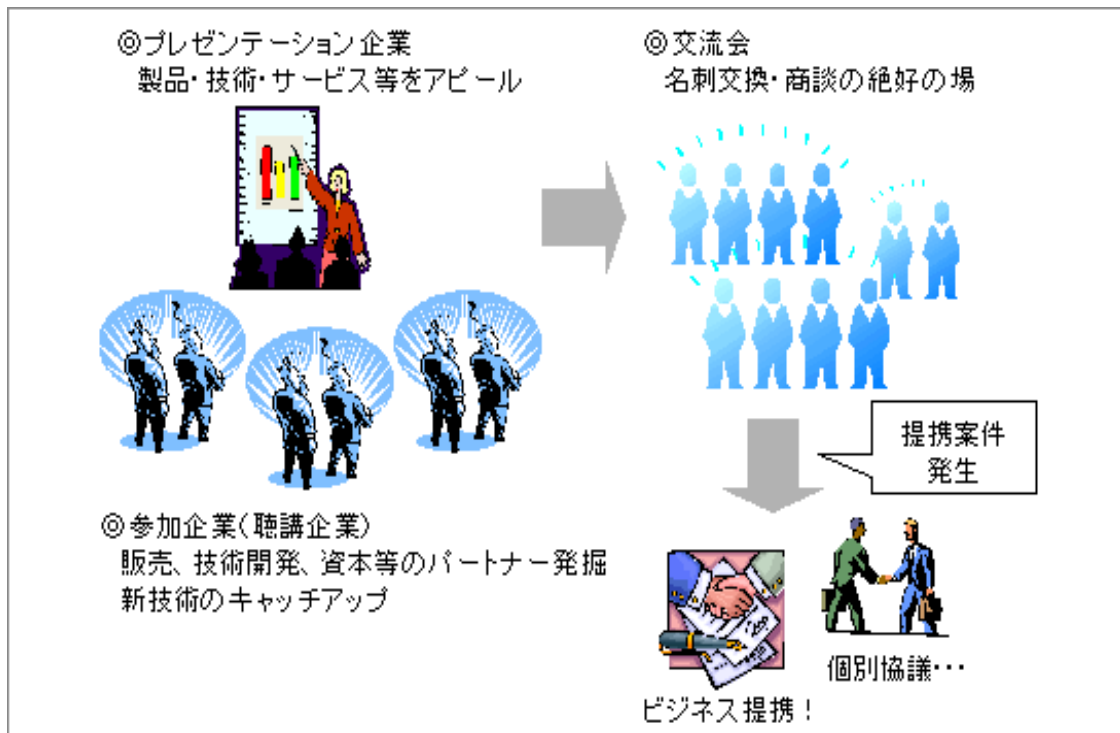 ◎プレゼンテーション企業
製品・技術・サービス等をアピール
◎参加企業(聴講企業)
販売、技術開発、資本等のパートナー発掘
新技術のキャッチアップ
◎交流会
名刺交換・商談の絶好の場
提携案件
発生
個別協議・・・
ビジネス提携!